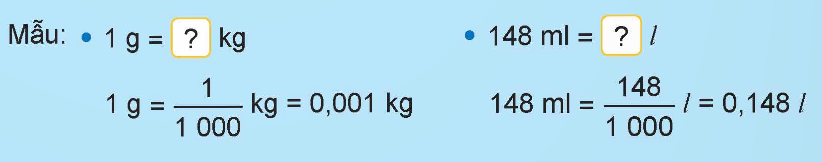 Mẫu: • 1 g = ? kg
• 148 ml = ? l
1 g = 1/1 000 kg = 0,001 kg
148 ml = 148/1 000 l = 0,148 l